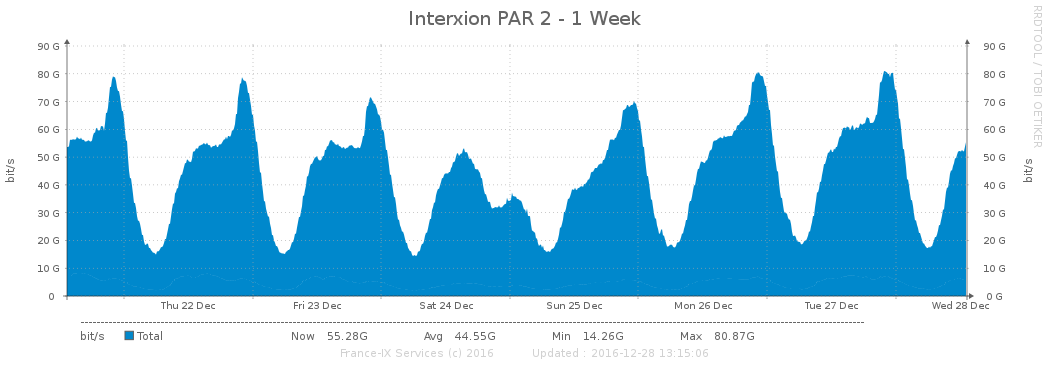 Interxion PAR 2 - 1 Week
RRDTOOL / TOBI OETIKER
bit/s
90 G 90 G
80 G 80 G
70 G 70 G
60 G 60 G
50 G 50 G
40 G 40 G
30 G 30 G
20 G 20 G
10 G 10 G
0 0 G
bit/s
Thu 22 Dec Fri 23 Dec Sat 24 Dec Sun 25 Dec Mon 26 Dec Tue 27 Dec Wed 28 Dec
bit/s Total Now 55.28G Avg 44.55G Min 14.26G Max 80.87G
France-IX Services (c) 2016 Updated : 2016-12-28 13:15:06